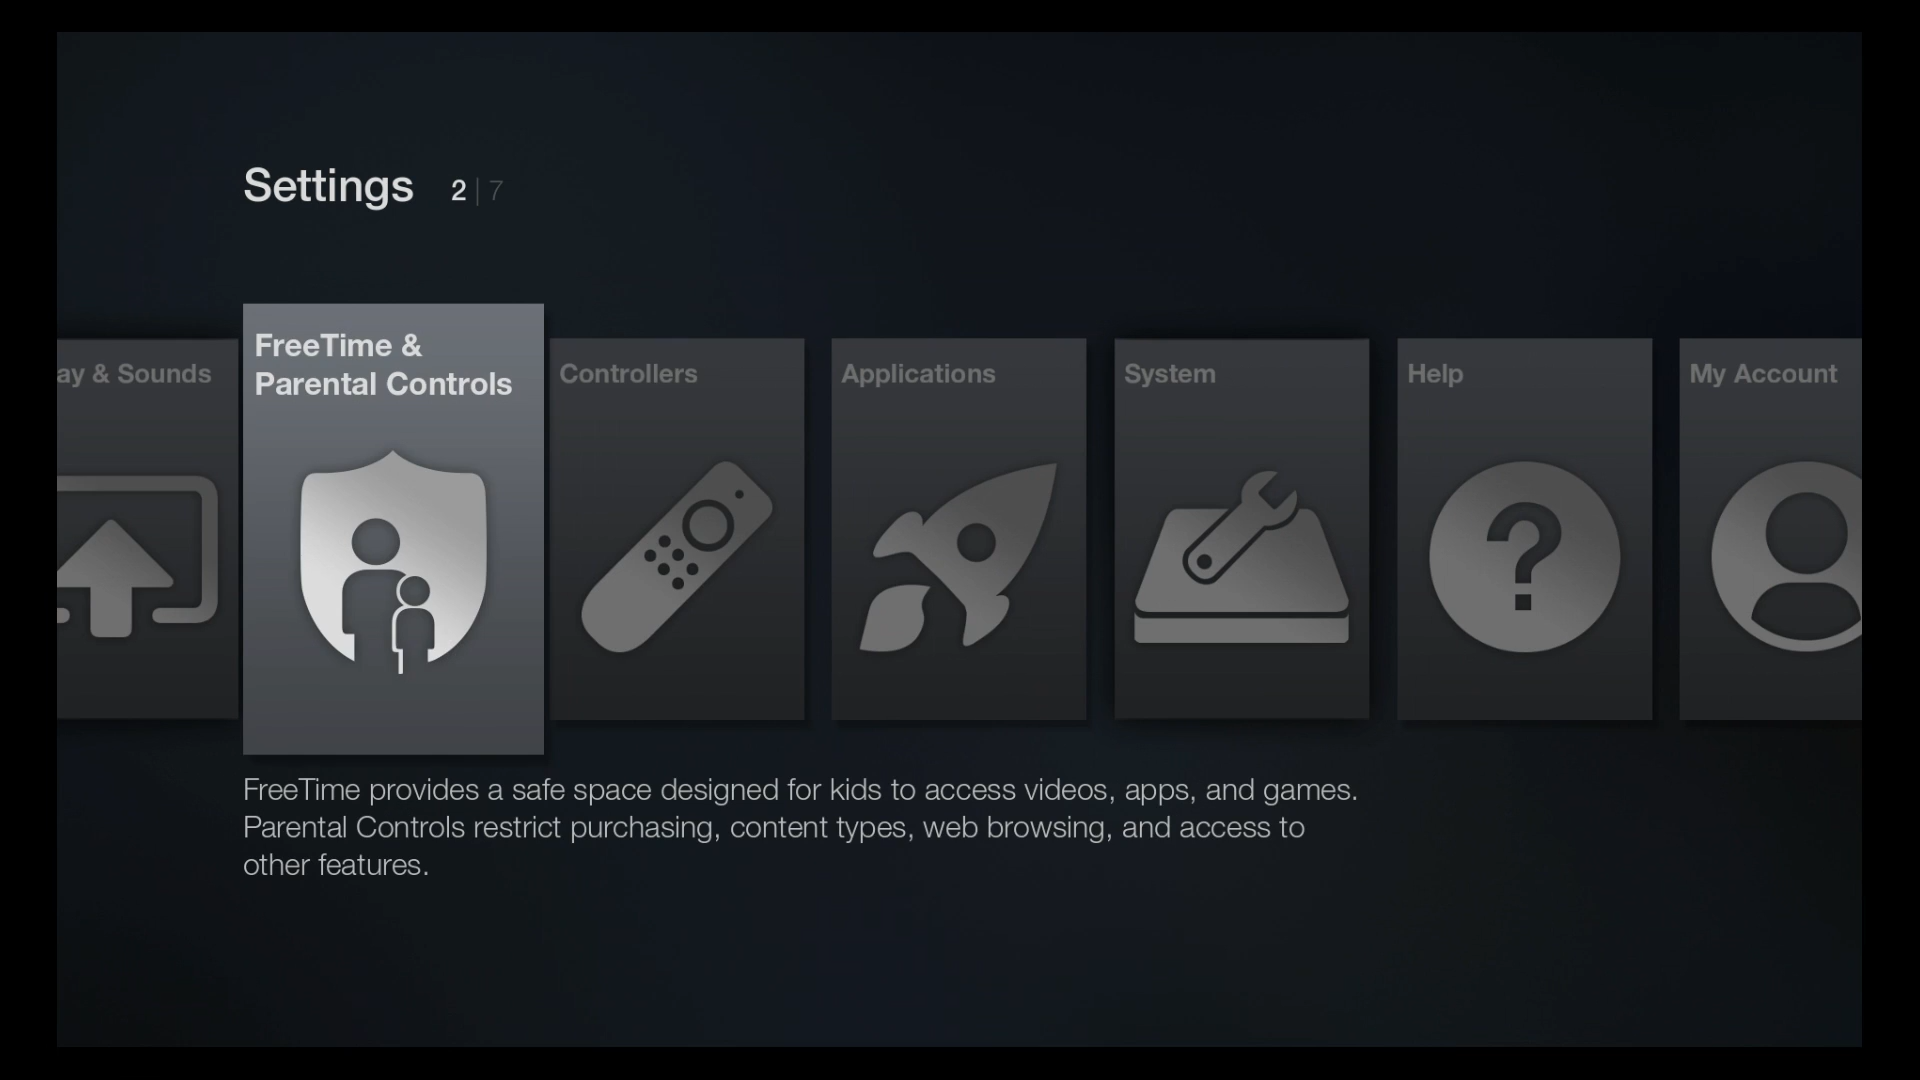 Settings 2 | 7
ay & Sounds
FreeTime &
Parental Controls
Controllers
Applications
System
Help
My Account
FreeTime provides a safe space designed for kids to access videos, apps, and games.
Parental Controls restrict purchasing, content types, web browsing, and access to
other features.